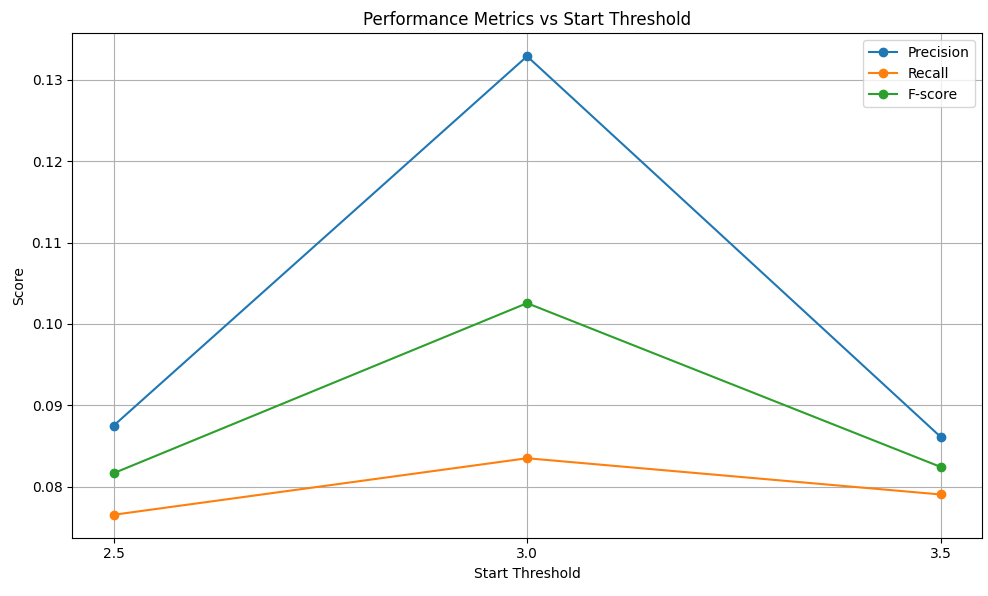 Performance Metrics vs Start Threshold
Precision
Recall
F-score
0.13
0.12
0.11
0.10
0.09
0.08
Score
2.5 3.0 3.5
Start Threshold